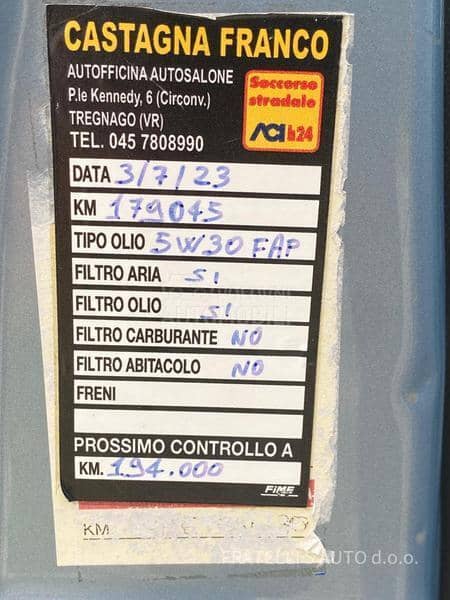 CASTAGNA FRANCO
AUTOFFICINA AUTOSALONE
P.le Kennedy, 6 (Circonv.)
TREGNAGO (VR)
TEL. 045 7808990
Soccorso
stradale
ACI h24
DATA 3/7/23
KM 179045
TIPO OLIO 5W30 FAP
FILTRO ARIA SI
FILTRO OLIO SI
FILTRO CARBURANTE NO
FILTRO ABITACOLO NO
FRENI
PROSSIMO CONTROLLO A
KM. 194.000
FIME
KM
AUTO d.o.o.